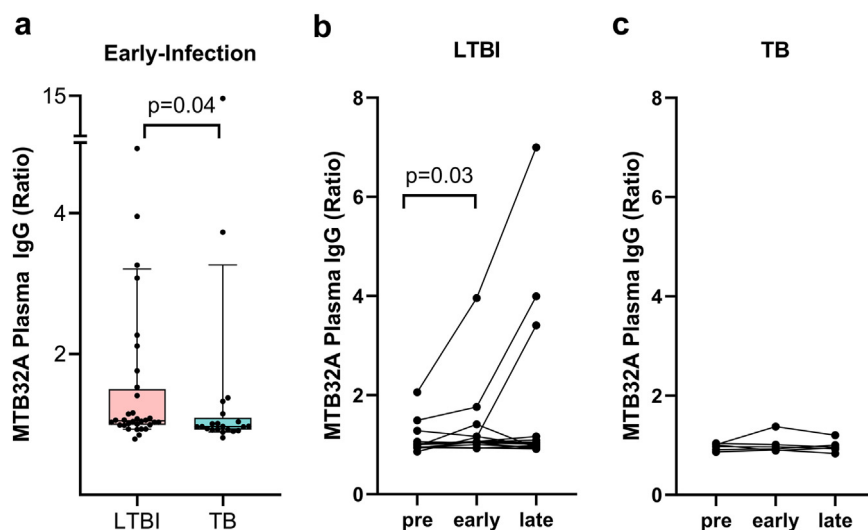 a
Early-Infection
MTB32A Plasma IgG (Ratio)
15
4
2
p=0.04
LTBI
TB
b
LTBI
MTB32A Plasma IgG (Ratio)
8
6
4
2
0
p=0.03
pre
early
late
c
TB
MTB32A Plasma IgG (Ratio)
8
6
4
2
0
pre
early
late